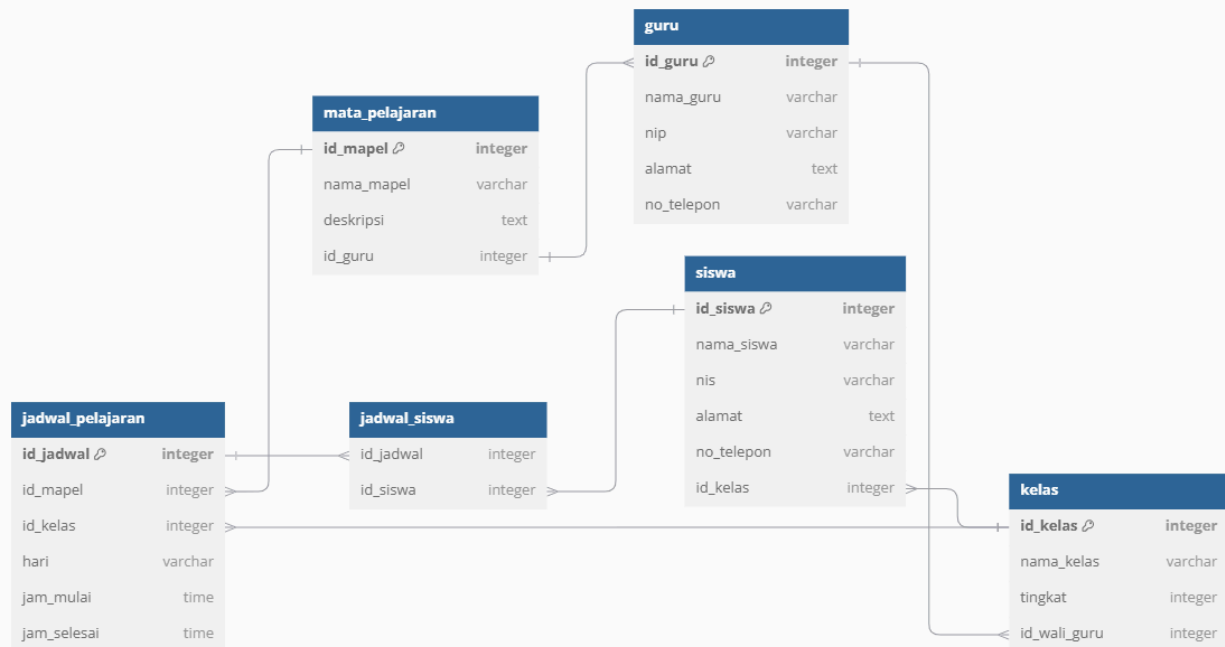 guru
id_guru integer
nama_guru varchar
nip varchar
alamat text
no_telepon varchar
mata_pelajaran
id_mapel integer
nama_mapel varchar
deskripsi text
id_guru integer
siswa
id_siswa integer
nama_siswa varchar
nis varchar
alamat text
no_telepon varchar
id_kelas integer
jadwal_pelajaran
id_jadwal integer
id_mapel integer
id_kelas integer
hari varchar
jam_mulai time
jam_selesai time
jadwal_siswa
id_jadwal integer
id_siswa integer
kelas
id_kelas integer
nama_kelas varchar
tingkat integer
id_wali_guru integer